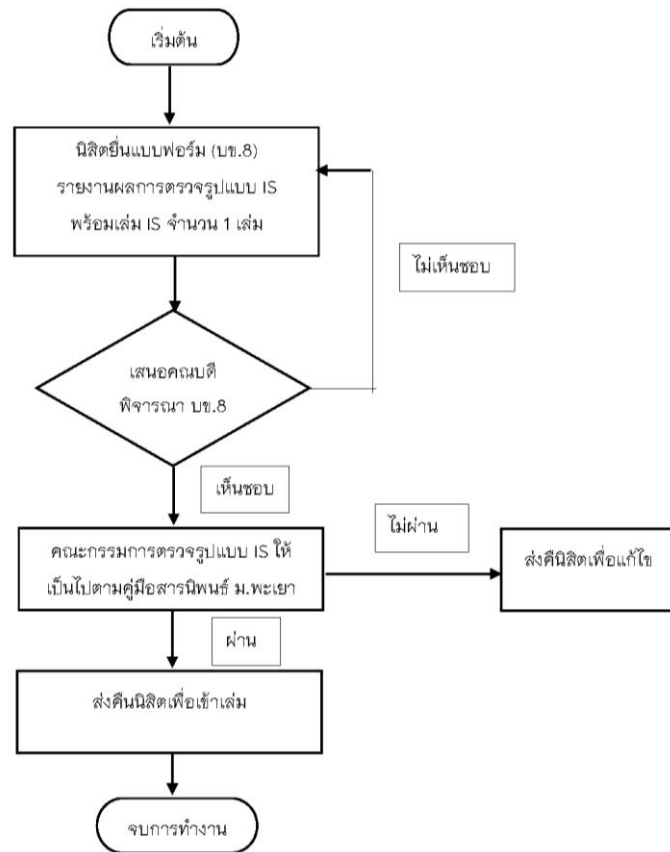 เริ่มต้น
นิสิตยื่นแบบฟอร์ม (บข.8)
รายงานผลการตรวจรูปแบบ IS
พร้อมเล่ม IS จำนวน 1 เล่ม
ไม่เห็นชอบ
เสนอคณบดี
พิจารณา บข.8
เห็นชอบ
ไม่ผ่าน
คณะกรรมการตรวจรูปแบบ IS ให้
เป็นไปตามคู่มือสารนิพนธ์ ม.พะเยา
ส่งคืนิสิตเพื่อแก้ไข
ผ่าน
ส่งคืนนิสิตเพื่อเข้าเล่ม
จบการทำงาน